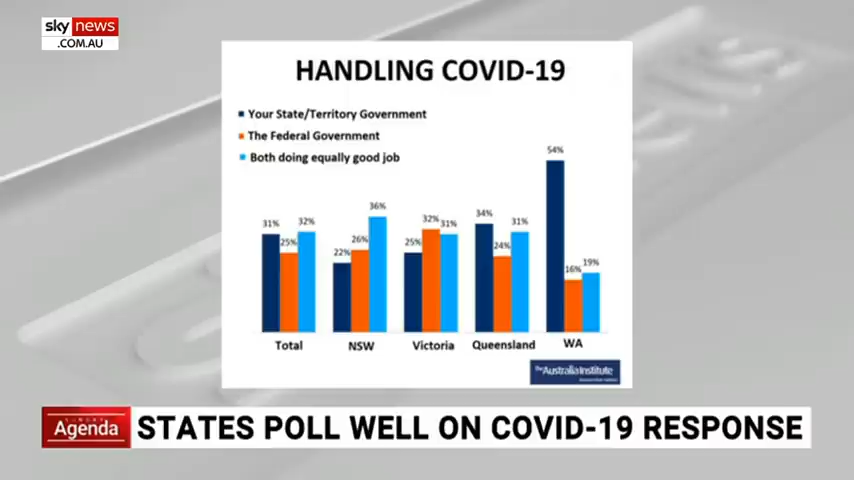 sky news
.COM.AU
HANDLING COVID-19
Your State/Territory Government
The Federal Government
Both doing equally good job
31% 25% 32%
22% 26% 36%
25% 32% 31%
34% 24% 31%
54% 16% 19%
Total NSW Victoria Queensland WA
The Australia Institute
Agenda
STATES POLL WELL ON COVID-19 RESPONSE